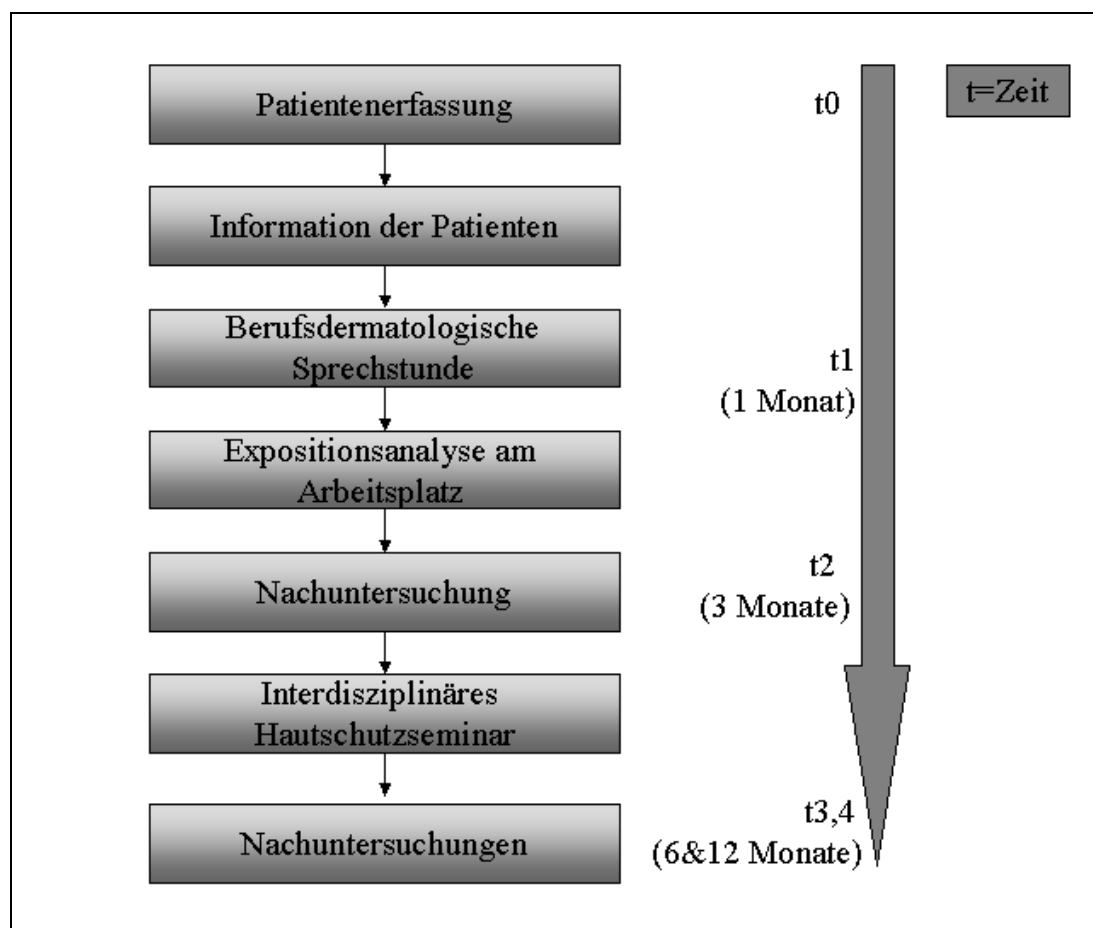 Patientenerfassung
t0
t=Zeit
Information der Patienten
Berufsdermatologische
Sprechstunde
t1
(1 Monat)
Expositionsanalyse am
Arbeitsplatz
Nachuntersuchung
t2
(3 Monate)
Interdisziplinäres
Hautschutzseminar
Nachuntersuchungen
t3,4
(6&12 Monate)